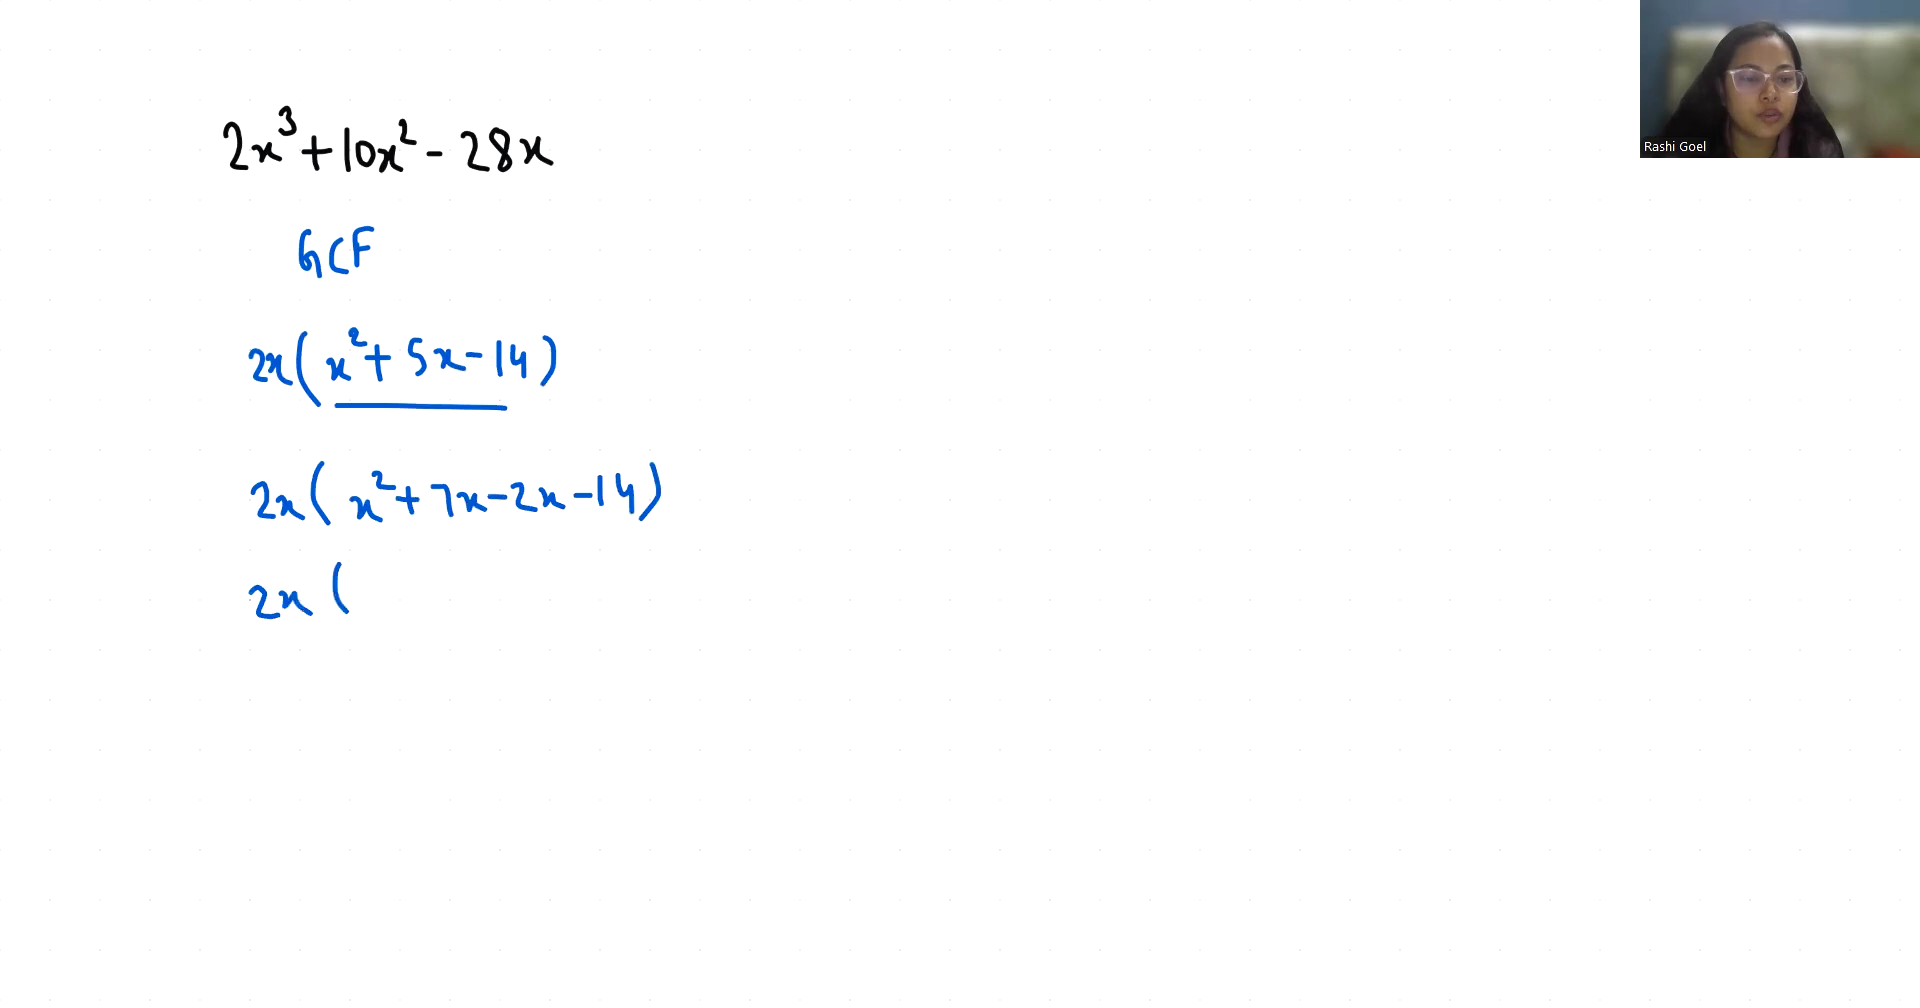 2x³+10x²-28x
GCF
2x(x²+5x-14)
2x(x²+7x-2x-14)
2x(
Rashi Goel